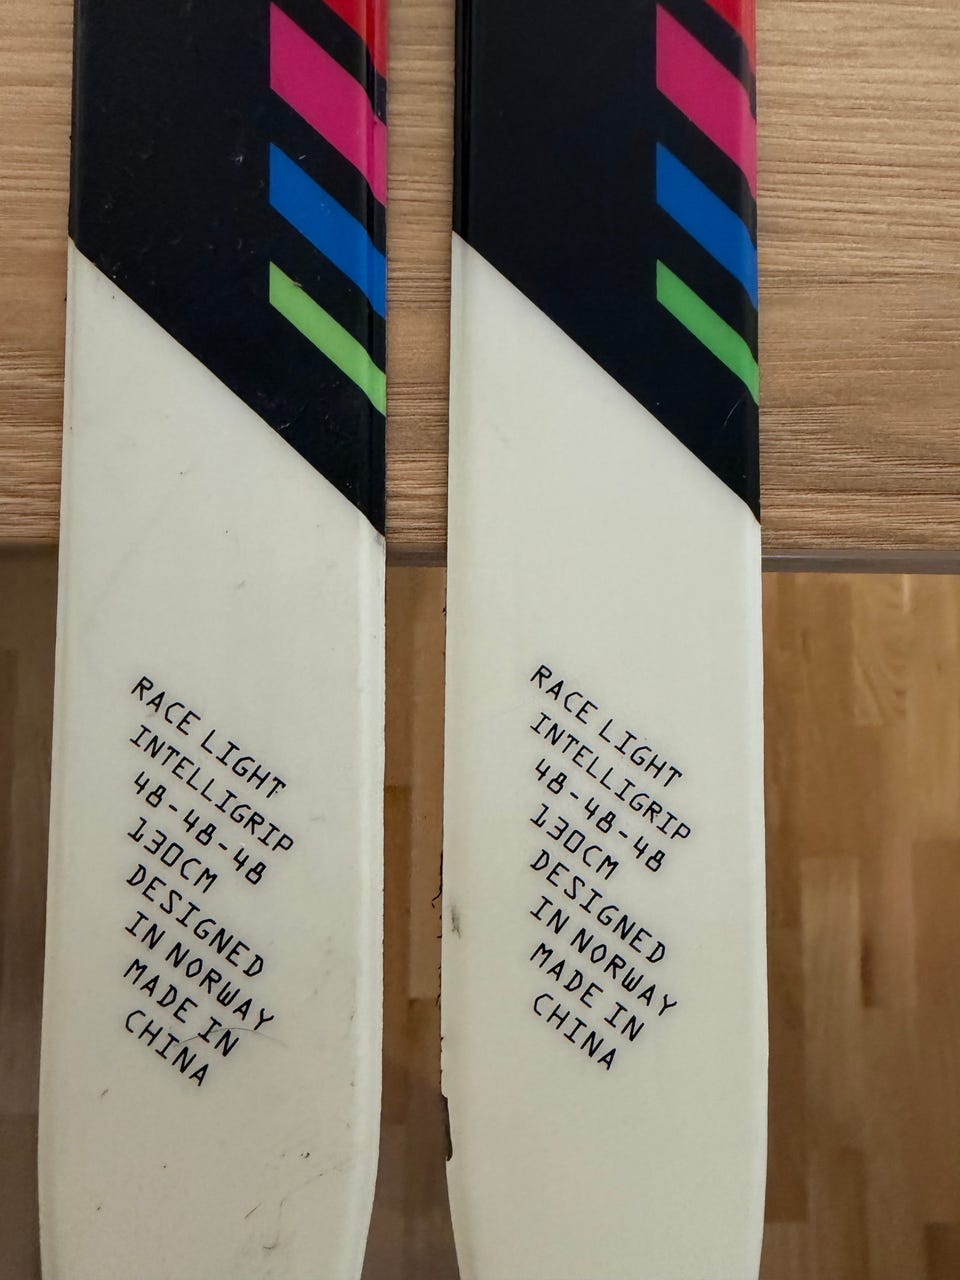 RACE LIGHT
INTELLIGRIP
48-48-48
130CM
DESIGNED
IN NORWAY
MADE IN
CHINA
RACE LIGHT
INTELLIGRIP
48-48-48
130CM
DESIGNED
IN NORWAY
MADE IN
CHINA